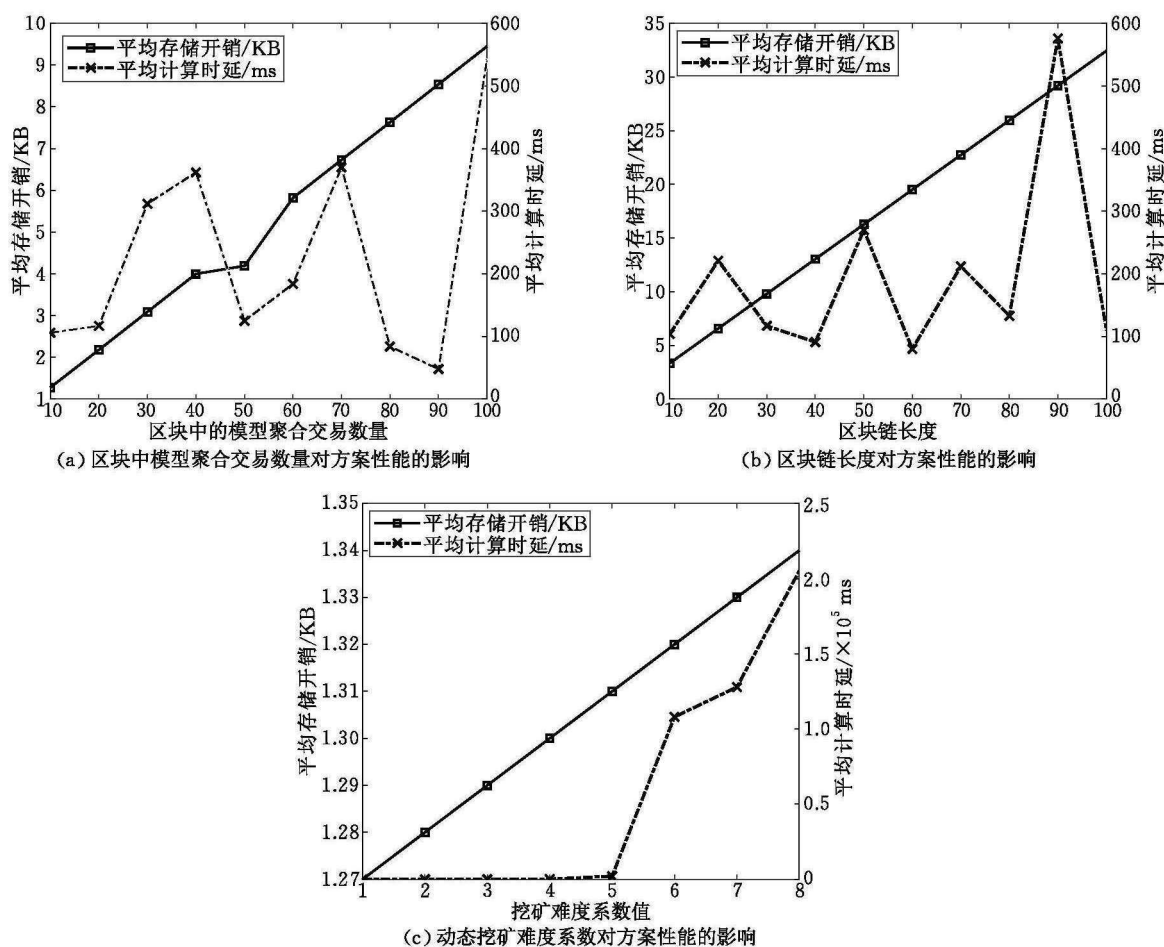 平均存储开销/KB
平均计算时延/ms
10
9
8
7
6
5
4
3
2
1
平均存储开销/KB
600
500
400
300
200
100
0
平均计算时延/ms
10 20 30 40 50 60 70 80 90 100
区块中的模型聚合交易数量
(a)区块中模型聚合交易数量对方案性能的影响
平均存储开销/KB
平均计算时延/ms
35
30
25
20
15
10
5
0
平均存储开销/KB
600
500
400
300
200
100
0
平均计算时延/ms
10 20 30 40 50 60 70 80 90 100
区块链长度
(b)区块链长度对方案性能的影响
平均存储开销/KB
平均计算时延/ms
1.35
1.34
1.33
1.32
1.31
1.30
1.29
1.28
1.27
平均存储开销/KB
2.5
2.0
1.5
1.0
0.5
0
平均计算时延/×10⁵ ms
1 2 3 4 5 6 7 8
挖矿难度系数值
(c)动态挖矿难度系数对方案性能的影响